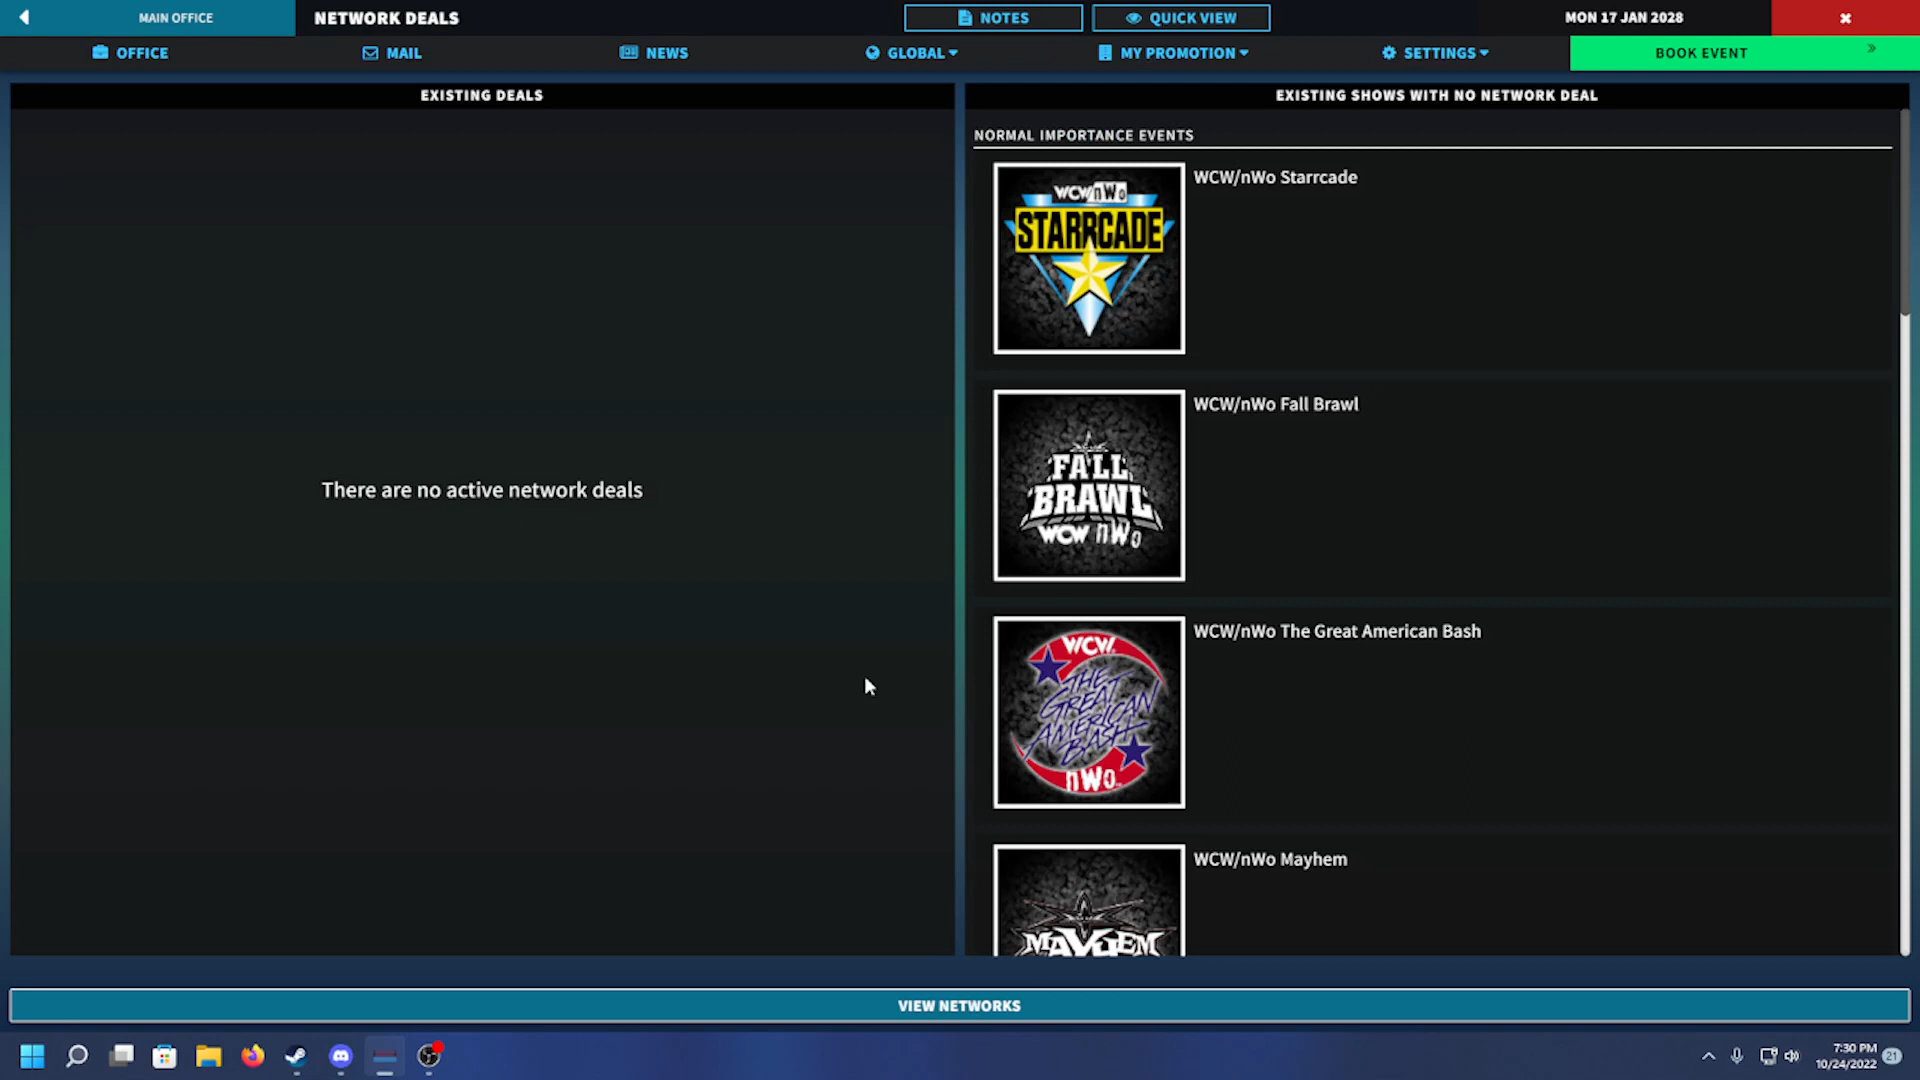 MAIN OFFICE
NETWORK DEALS
NOTES
QUICK VIEW
MON 17 JAN 2028
OFFICE
MAIL
NEWS
GLOBAL
MY PROMOTION
SETTINGS
BOOK EVENT
EXISTING DEALS
There are no active network deals
EXISTING SHOWS WITH NO NETWORK DEAL
NORMAL IMPORTANCE EVENTS
WCW/nWo
STARRCADE
WCW/nWo Starrcade
FALL
BRAWL
WCW nWo
WCW/nWo Fall Brawl
WCW
THE
GREAT
AMERICAN
BASH
nWo
WCW/nWo The Great American Bash
MAYHEM
WCW/nWo Mayhem
VIEW NETWORKS
7:30 PM
10/24/2022
21